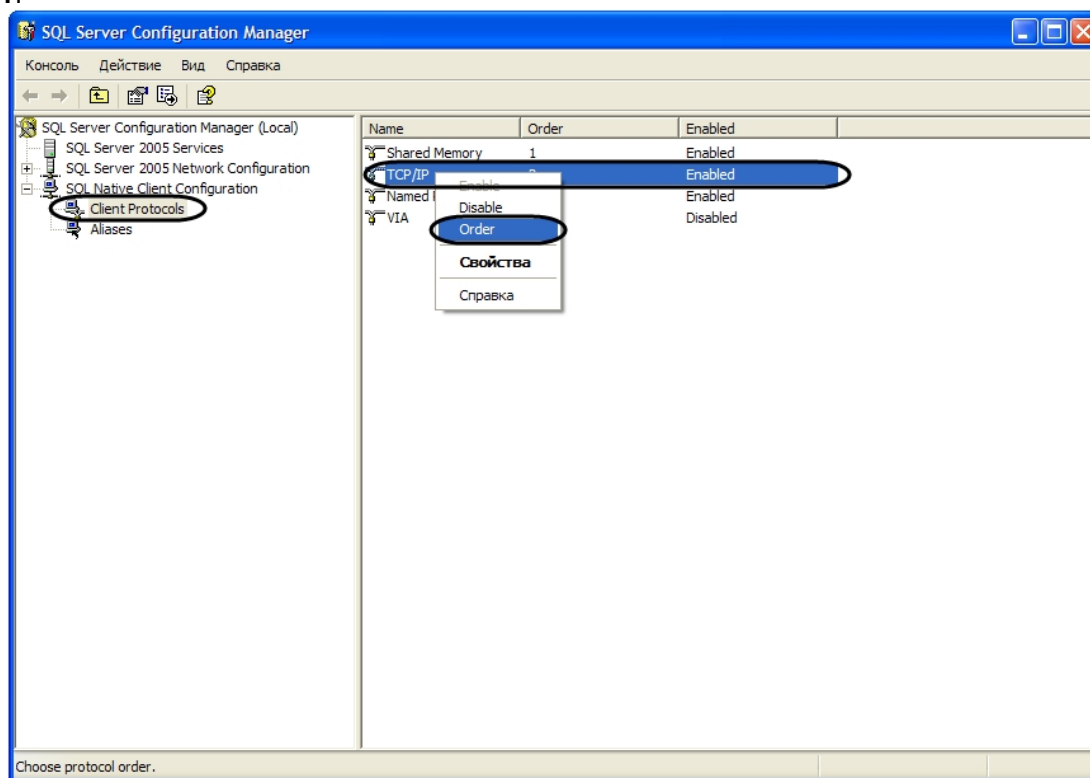 SQL Server Configuration Manager
Консоль Действие Вид Справка
SQL Server Configuration Manager (Local)
SQL Server 2005 Services
SQL Server 2005 Network Configuration
SQL Native Client Configuration
Client Protocols
Aliases
Name Order Enabled
Shared Memory 1 Enabled
TCP/IP Enabled
Named Enabled
VIA Disabled
Enable
Disable
Order
Свойства
Справка
Choose protocol order.